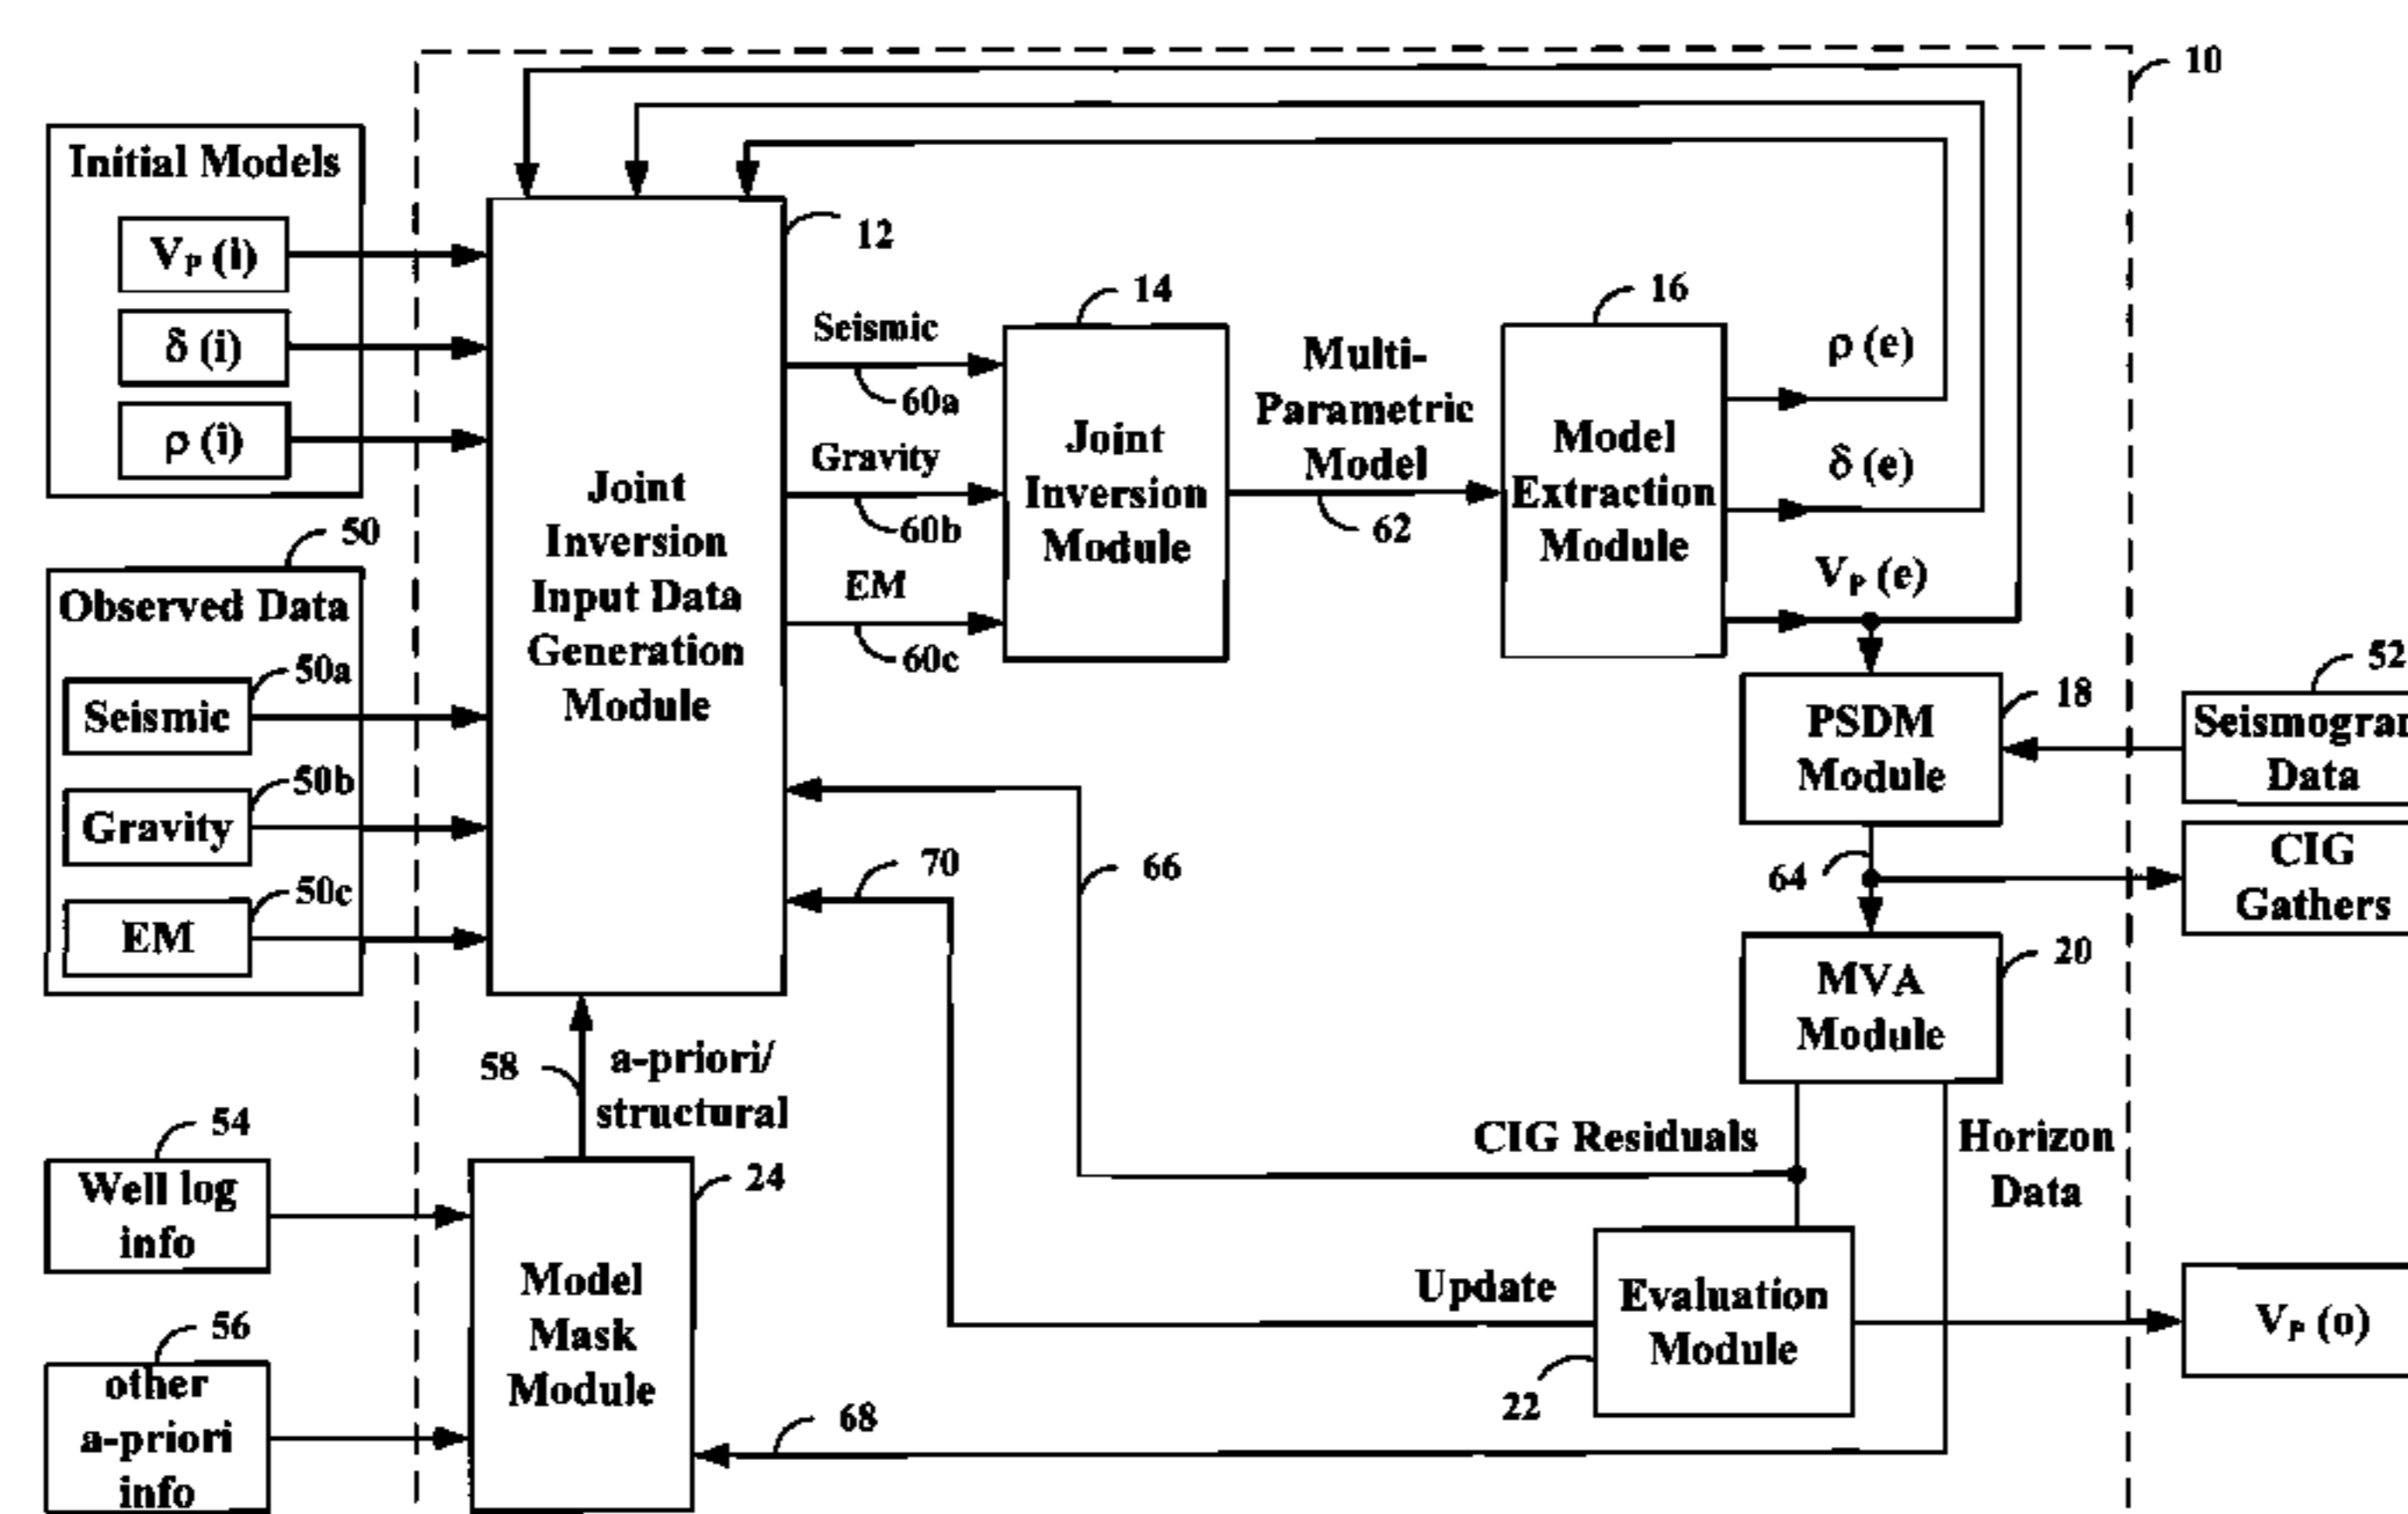 10
Initial Models
VP (i)
δ (i)
ρ (i)
50
Observed Data
50a
Seismic
50b
Gravity
50c
EM
54
Well log
info
56
other
a-priori
info
12
Joint
Inversion
Input Data
Generation
Module
Seismic
60a
Gravity
60b
EM
60c
14
Joint
Inversion
Module
Multi-
Parametric
Model
62
16
Model
Extraction
Module
ρ (e)
δ (e)
VP (e)
18
PSDM
Module
52
Seismogra
Data
64
CIG
Gathers
20
MVA
Module
66
70
58
a-priori/
structural
24
Model
Mask
Module
CIG Residuals
Horizon
Data
Update
Evaluation
Module
22
VP (o)
68